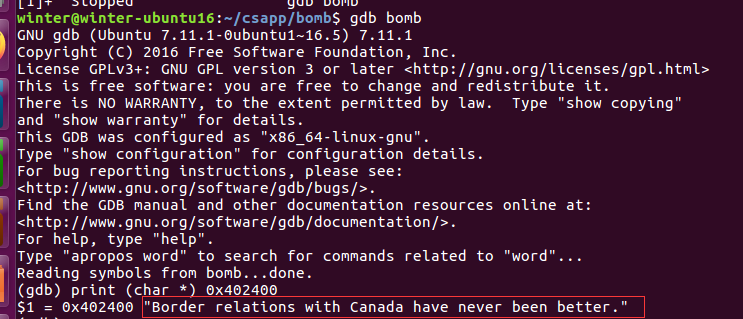 [1]+  Stopped                 gdb bomb
winter@winter-ubuntu16:~/csapp/bomb$ gdb bomb
GNU gdb (Ubuntu 7.11.1-0ubuntu1~16.5) 7.11.1
Copyright (C) 2016 Free Software Foundation, Inc.
License GPLv3+: GNU GPL version 3 or later <http://gnu.org/licenses/gpl.html>
This is free software: you are free to change and redistribute it.
There is NO WARRANTY, to the extent permitted by law.  Type "show copying"
and "show warranty" for details.
This GDB was configured as "x86_64-linux-gnu".
Type "show configuration" for configuration details.
For bug reporting instructions, please see:
<http://www.gnu.org/software/gdb/bugs/>.
Find the GDB manual and other documentation resources online at:
<http://www.gnu.org/software/gdb/documentation/>.
For help, type "help".
Type "apropos word" to search for commands related to "word"...
Reading symbols from bomb...done.
(gdb) print (char *) 0x402400
$1 = 0x402400 "Border relations with Canada have never been better."